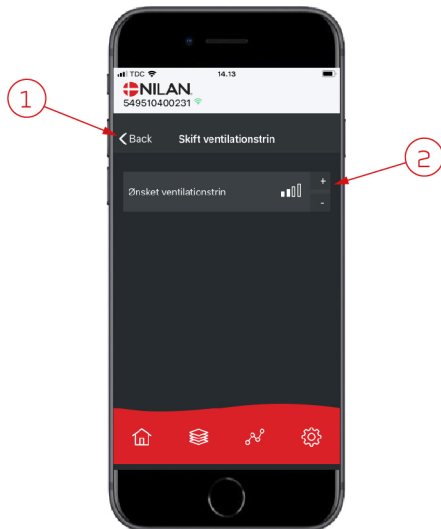 TDC 14.13
NILAN
549510400231
1
Back Skift ventilationstrin
2
Ønsket ventilationstrin +
-